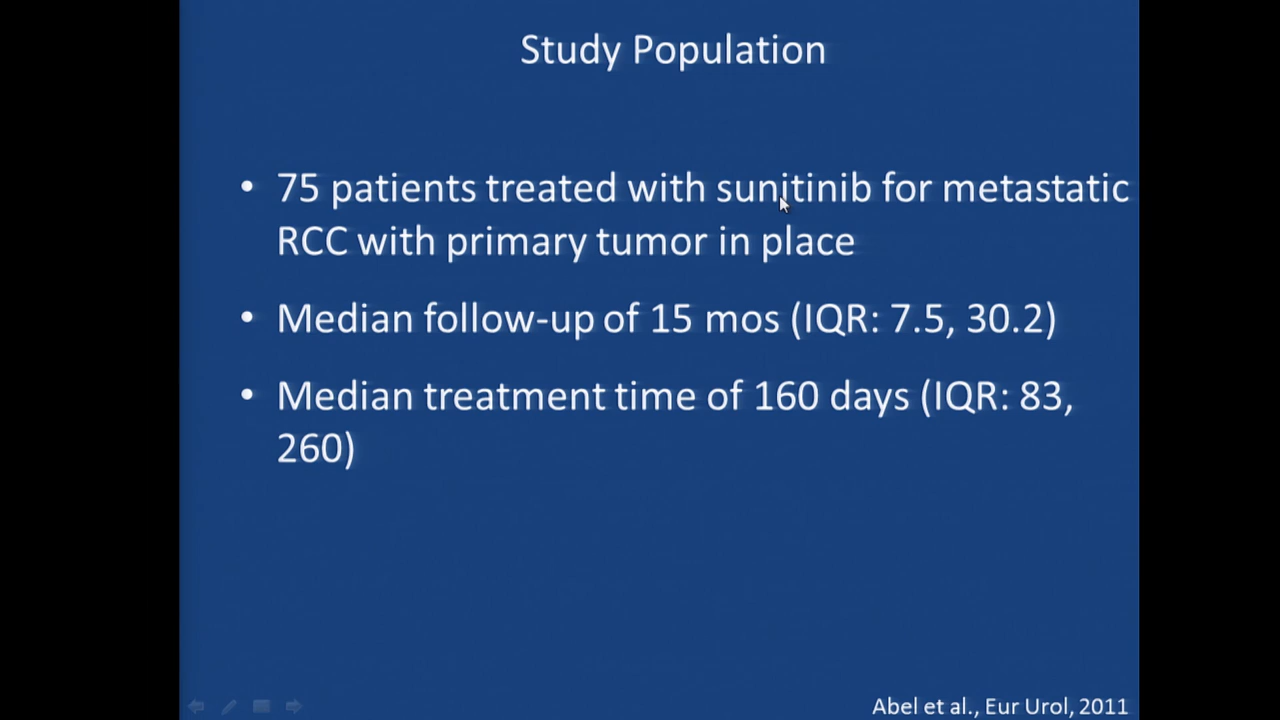 Study Population
• 75 patients treated with sunitinib for metastatic
RCC with primary tumor in place
• Median follow-up of 15 mos (IQR: 7.5, 30.2)
• Median treatment time of 160 days (IQR: 83,
260)
Abel et al., Eur Urol, 2011